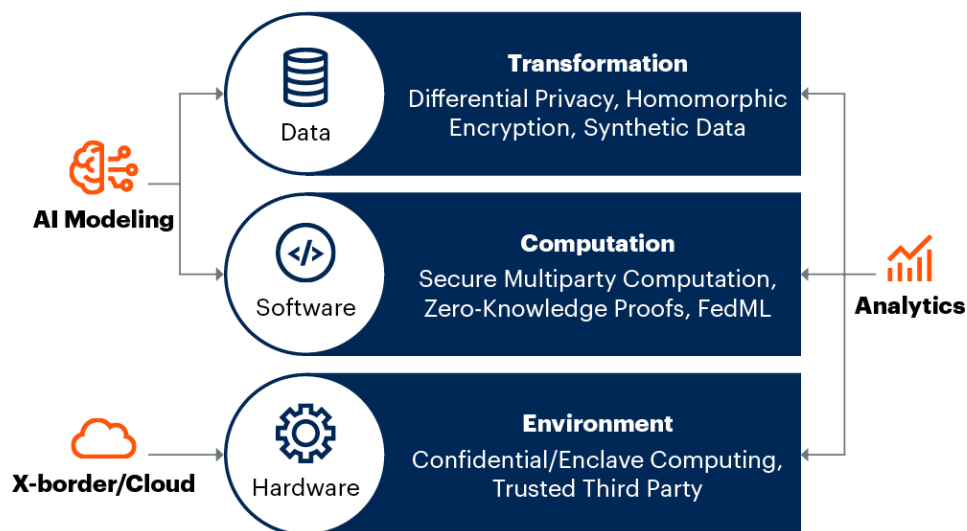 Transformation
Differential Privacy, Homomorphic
Encryption, Synthetic Data
Data
AI Modeling
Computation
Secure Multiparty Computation,
Zero-Knowledge Proofs, FedML
</>
Software
Analytics
Environment
Confidential/Enclave Computing,
Trusted Third Party
Hardware
X-border/Cloud